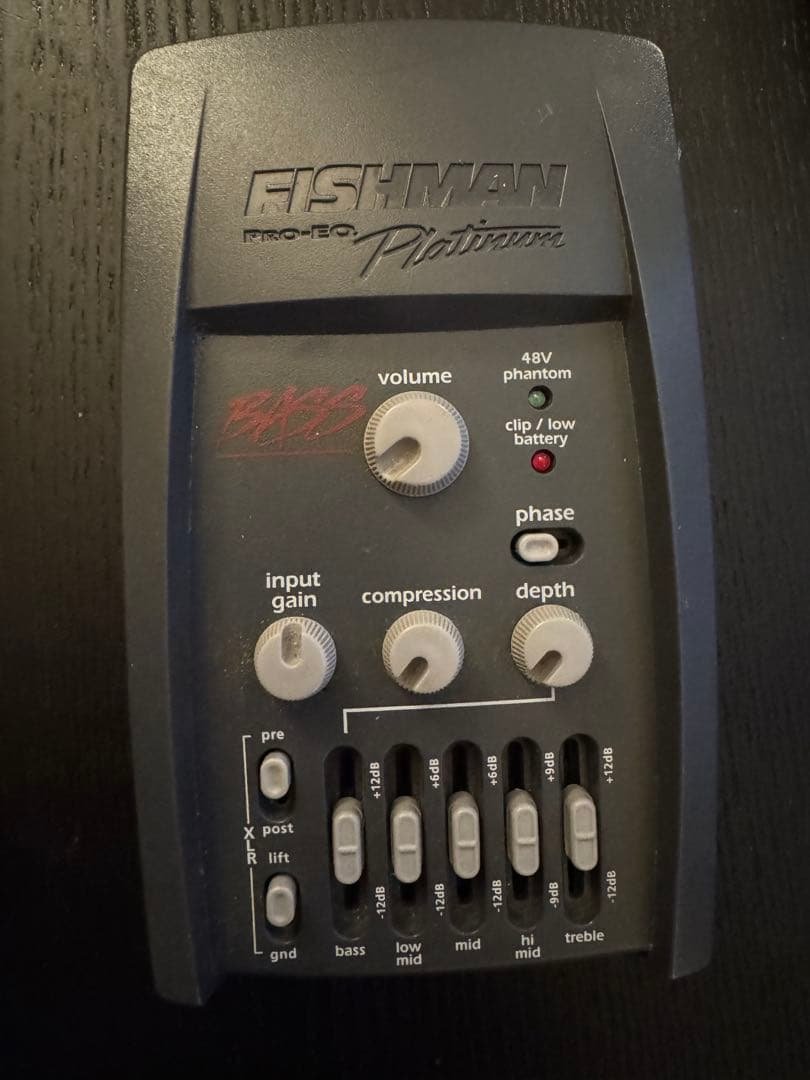 FISHMAN
PRO-EQ Platinum
BASS
volume
48V
phantom
clip / low
battery
phase
input
gain
compression
depth
pre
post
XLR
lift
gnd
+12dB
+6dB
+6dB
+9dB
+12dB
-12dB
-12dB
-12dB
-9dB
-12dB
bass
low
mid
mid
hi
mid
treble